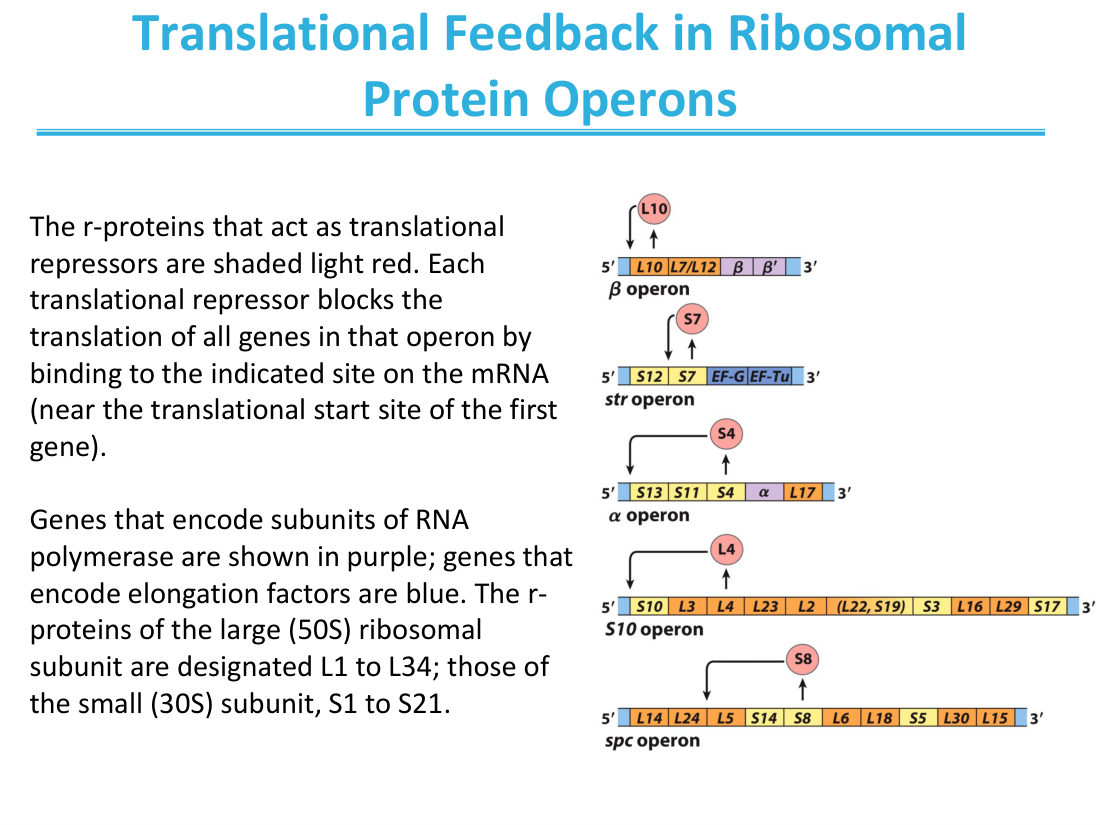 Translational Feedback in Ribosomal
Protein Operons
The r-proteins that act as translational
repressors are shaded light red. Each
translational repressor blocks the
translation of all genes in that operon by
binding to the indicated site on the mRNA
(near the translational start site of the first
gene).
Genes that encode subunits of RNA
polymerase are shown in purple; genes that
encode elongation factors are blue. The r-
proteins of the large (50S) ribosomal
subunit are designated L1 to L34; those of
the small (30S) subunit, S1 to S21.
L10
5′ L10 L7/L12 β β′ 3′
β operon
S7
5′ S12 S7 EF-G EF-Tu 3′
str operon
S4
5′ S13 S11 S4 α L17 3′
α operon
L4
5′ S10 L3 L4 L23 L2 (L22, S19) S3 L16 L29 S17 3′
S10 operon
S8
5′ L14 L24 L5 S14 S8 L6 L18 S5 L30 L15 3′
spc operon